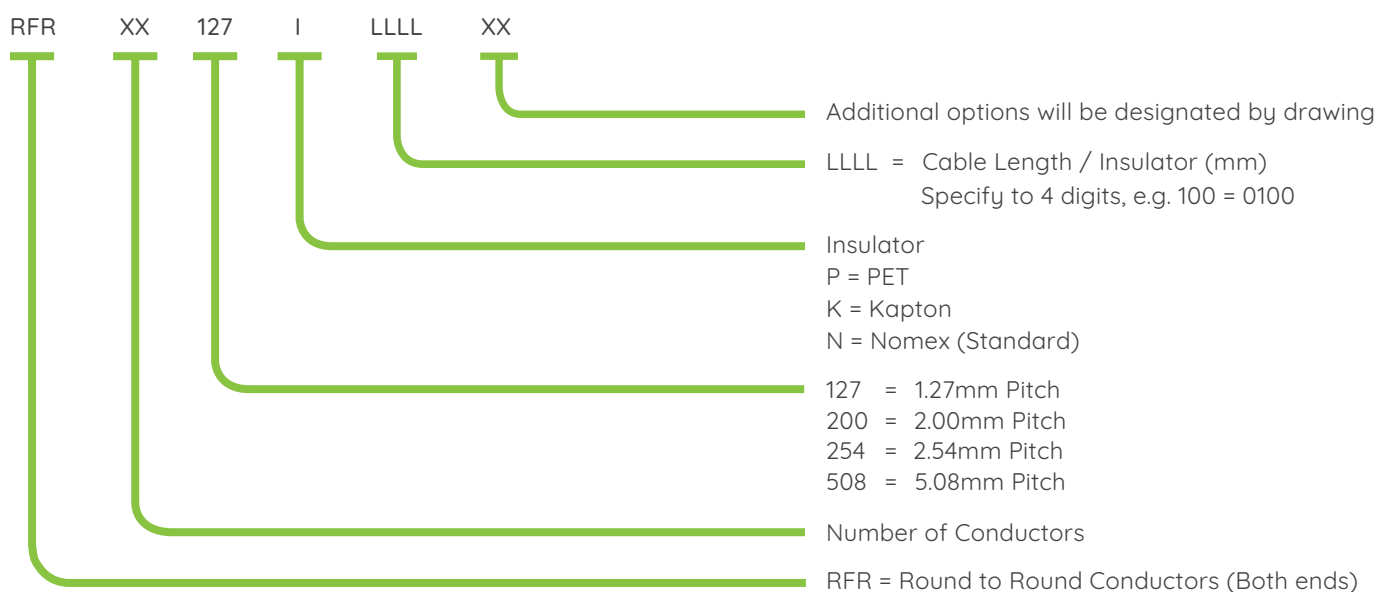 RFR XX 127 I LLLL XX
Additional options will be designated by drawing
LLLL = Cable Length / Insulator (mm)
Specify to 4 digits, e.g. 100 = 0100
Insulator
P = PET
K = Kapton
N = Nomex (Standard)
127 = 1.27mm Pitch
200 = 2.00mm Pitch
254 = 2.54mm Pitch
508 = 5.08mm Pitch
Number of Conductors
RFR = Round to Round Conductors (Both ends)